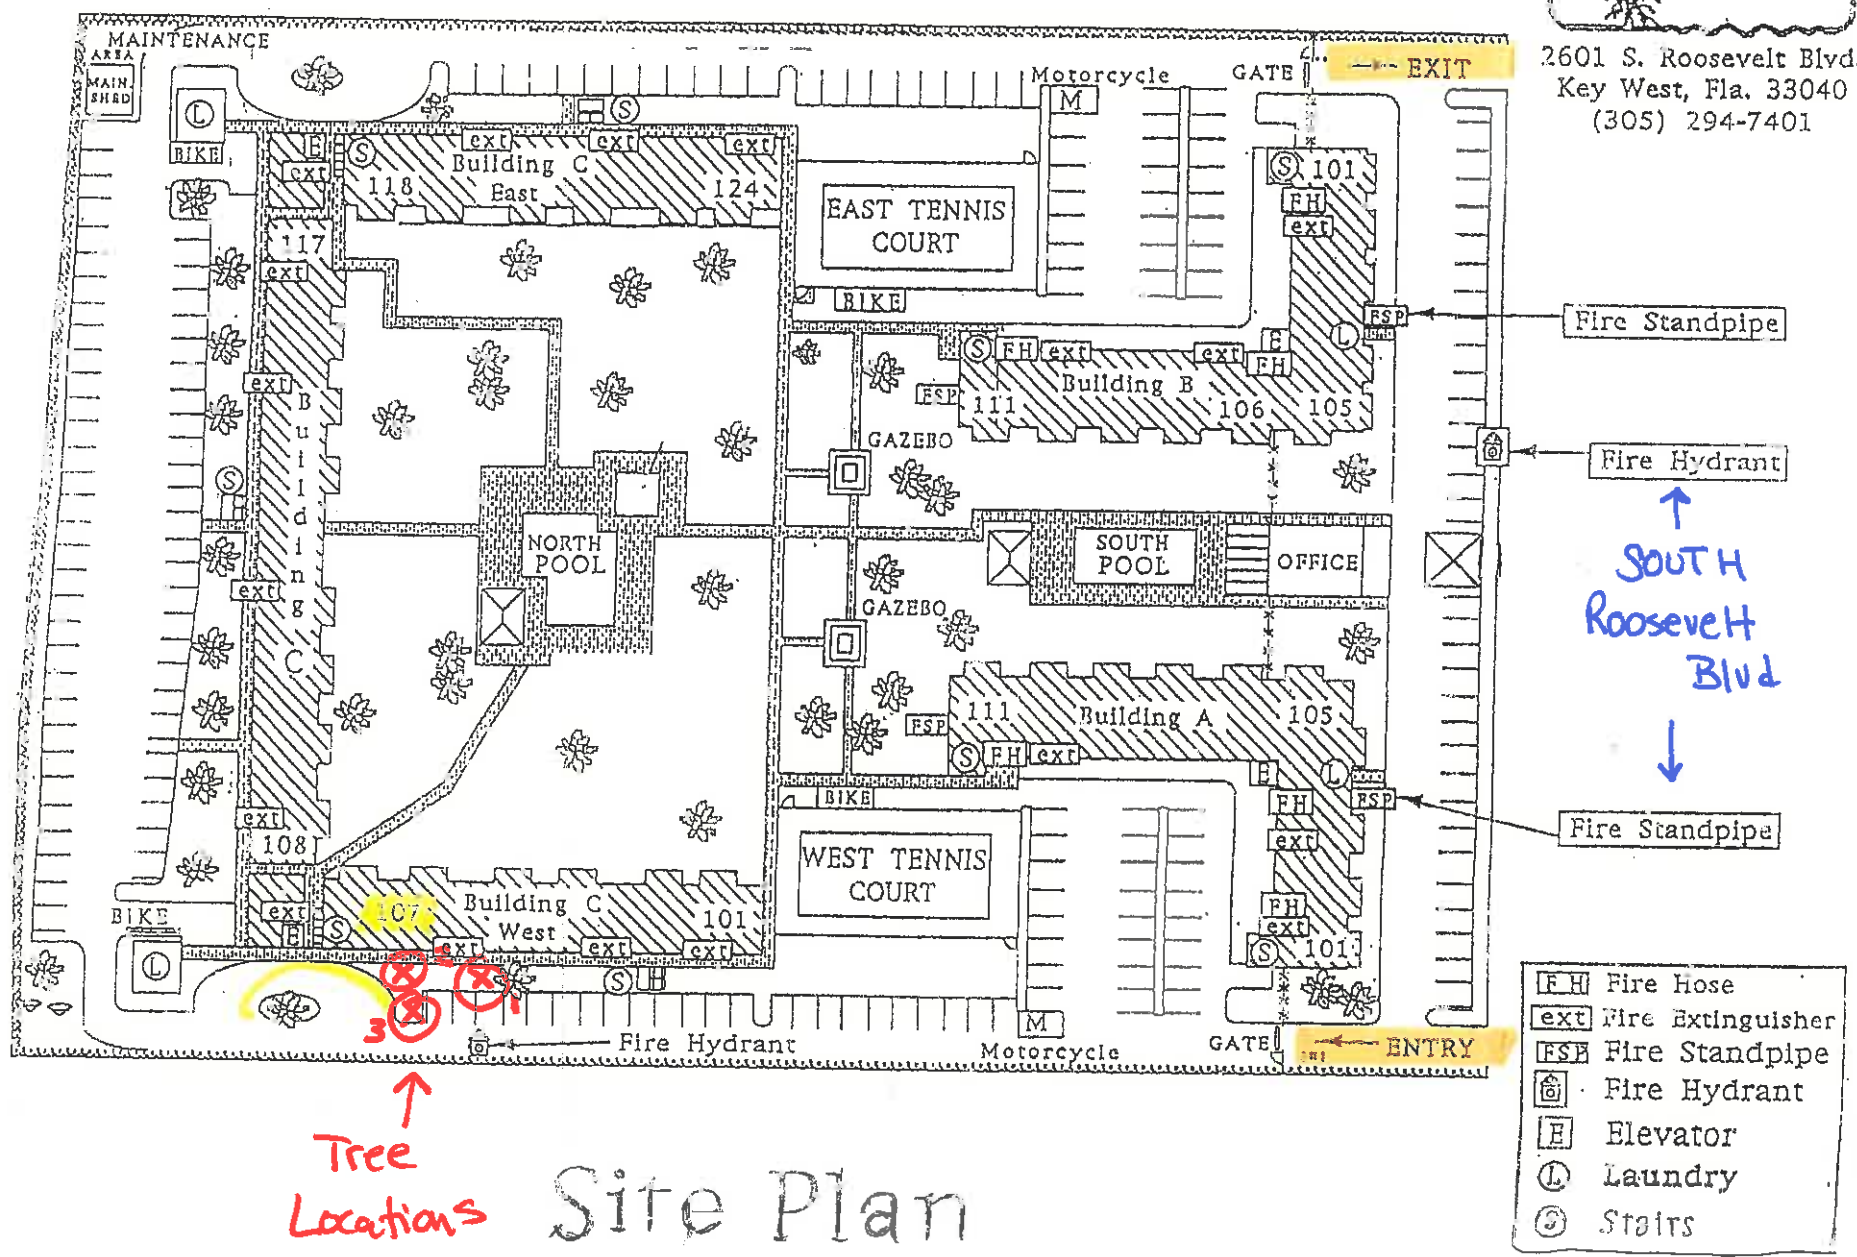 MAINTENANCE
AREA
MAIN.
SHED
L
BIKE
S
Motorcycle
M
GATE
EXIT
2601 S. Roosevelt Blvd.
Key West, Fla. 33040
(305) 294-7401
E
S
ext
ext
ext
ext
Building C
East
118
124
117
ext
EAST TENNIS
COURT
BIKE
S
101
FH
ext
FSP
Fire Standpipe
L
E
FH
S
FH
ext
ext
Building B
FSP
111
106
105
ext
Building C
S
ext
GAZEBO
Fire Hydrant
SOUTH
Roosevelt
Blvd
NORTH
POOL
SOUTH
POOL
OFFICE
GAZEBO
111
Building A
105
FSP
S
FH
ext
E
L
FSP
FH
ext
Fire Standpipe
BIKE
WEST TENNIS
COURT
ext
108
ext
E
S
107
Building C
West
101
ext
ext
ext
FH
ext
S
101
BIKE
L
S
1
3
Fire Hydrant
M
Motorcycle
GATE
ENTRY
Tree
Locations
Site Plan
FH Fire Hose
ext Fire Extinguisher
FSP Fire Standpipe
Fire Hydrant
E Elevator
L Laundry
S Stairs